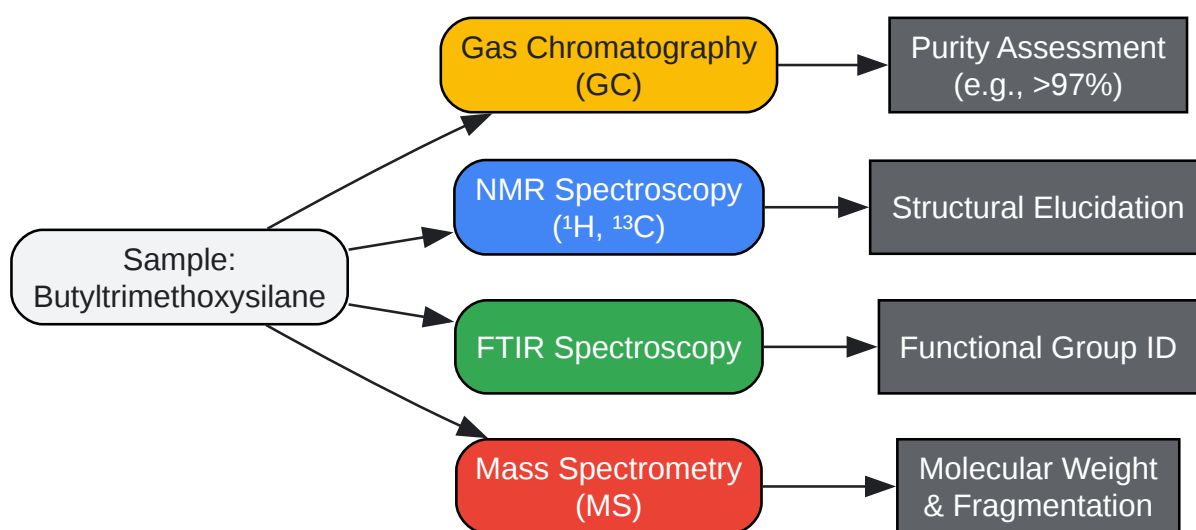 Gas Chromatography
(GC)
Purity Assessment
(e.g., >97%)
NMR Spectroscopy
(¹H, ¹³C)
Structural Elucidation
Sample:
Butyltrimethoxysilane
FTIR Spectroscopy
Functional Group ID
Mass Spectrometry
(MS)
Molecular Weight
& Fragmentation